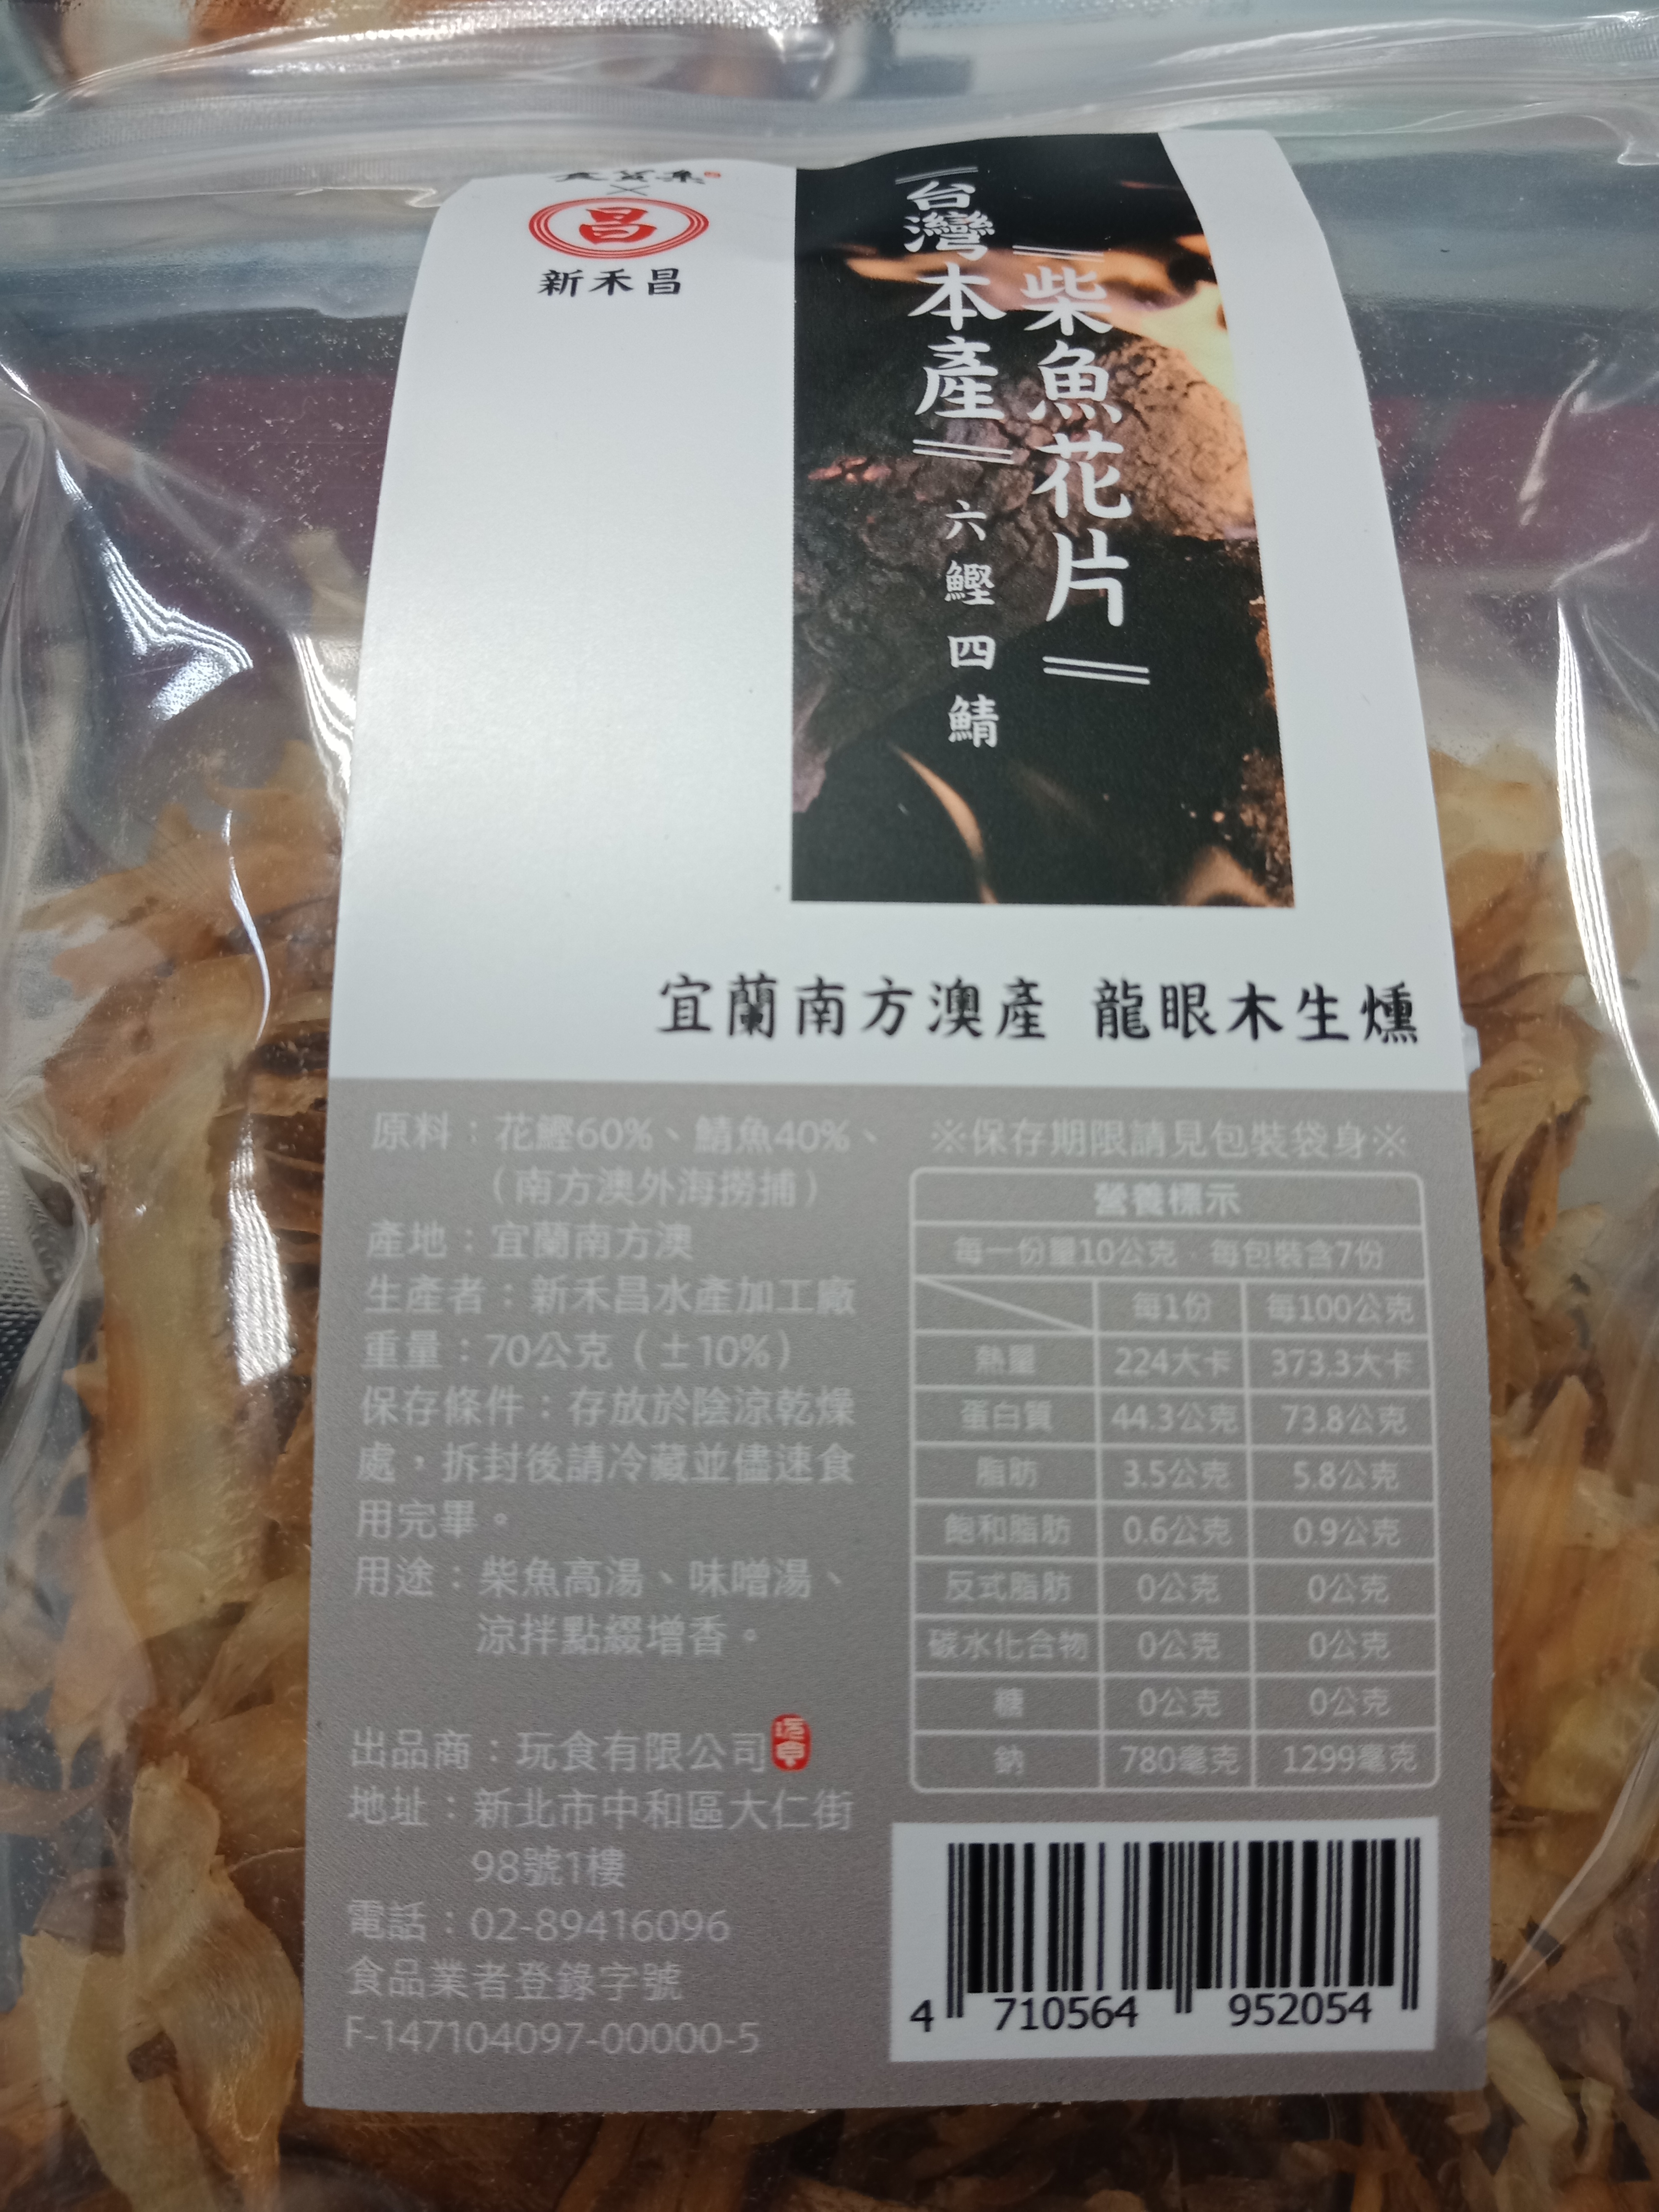 昌
新禾昌
柴魚花片
台灣本產
六鰹四鯖
宜蘭南方澳產 龍眼木生燻
原料：花鰹60%、鯖魚40%、
（南方澳外海撈捕）
產地：宜蘭南方澳
生產者：新禾昌水產加工廠
重量：70公克（±10%）
保存條件：存放於陰涼乾燥
處，拆封後請冷藏並儘速食
用完畢。
用途：柴魚高湯、味噌湯、
涼拌點綴增香。
出品商：玩食有限公司
地址：新北市中和區大仁街
98號1樓
電話：02-89416096
食品業者登錄字號
F-147104097-00000-5
※保存期限請見包裝袋身※
營養標示
每一份量10公克 每包裝含7份
每1份 每100公克
熱量 224大卡 373.3大卡
蛋白質 44.3公克 73.8公克
脂肪 3.5公克 5.8公克
飽和脂肪 0.6公克 0.9公克
反式脂肪 0公克 0公克
碳水化合物 0公克 0公克
糖 0公克 0公克
鈉 780毫克 1299毫克
4 710564 952054